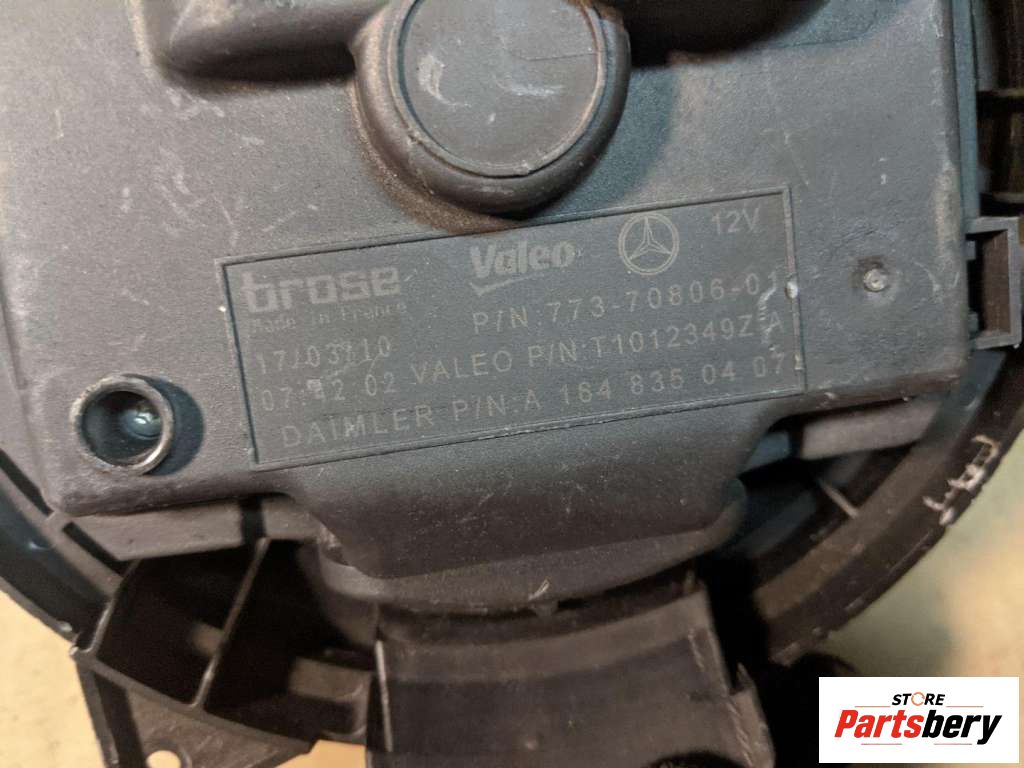 brose Valeo 12V
Made in France
P/N:773-70806-01
17/03/10
VALEO P/N:T1012349Z-A
07: 02
DAIMLER P/N:A 164 835 04 07
STORE
Partsbery